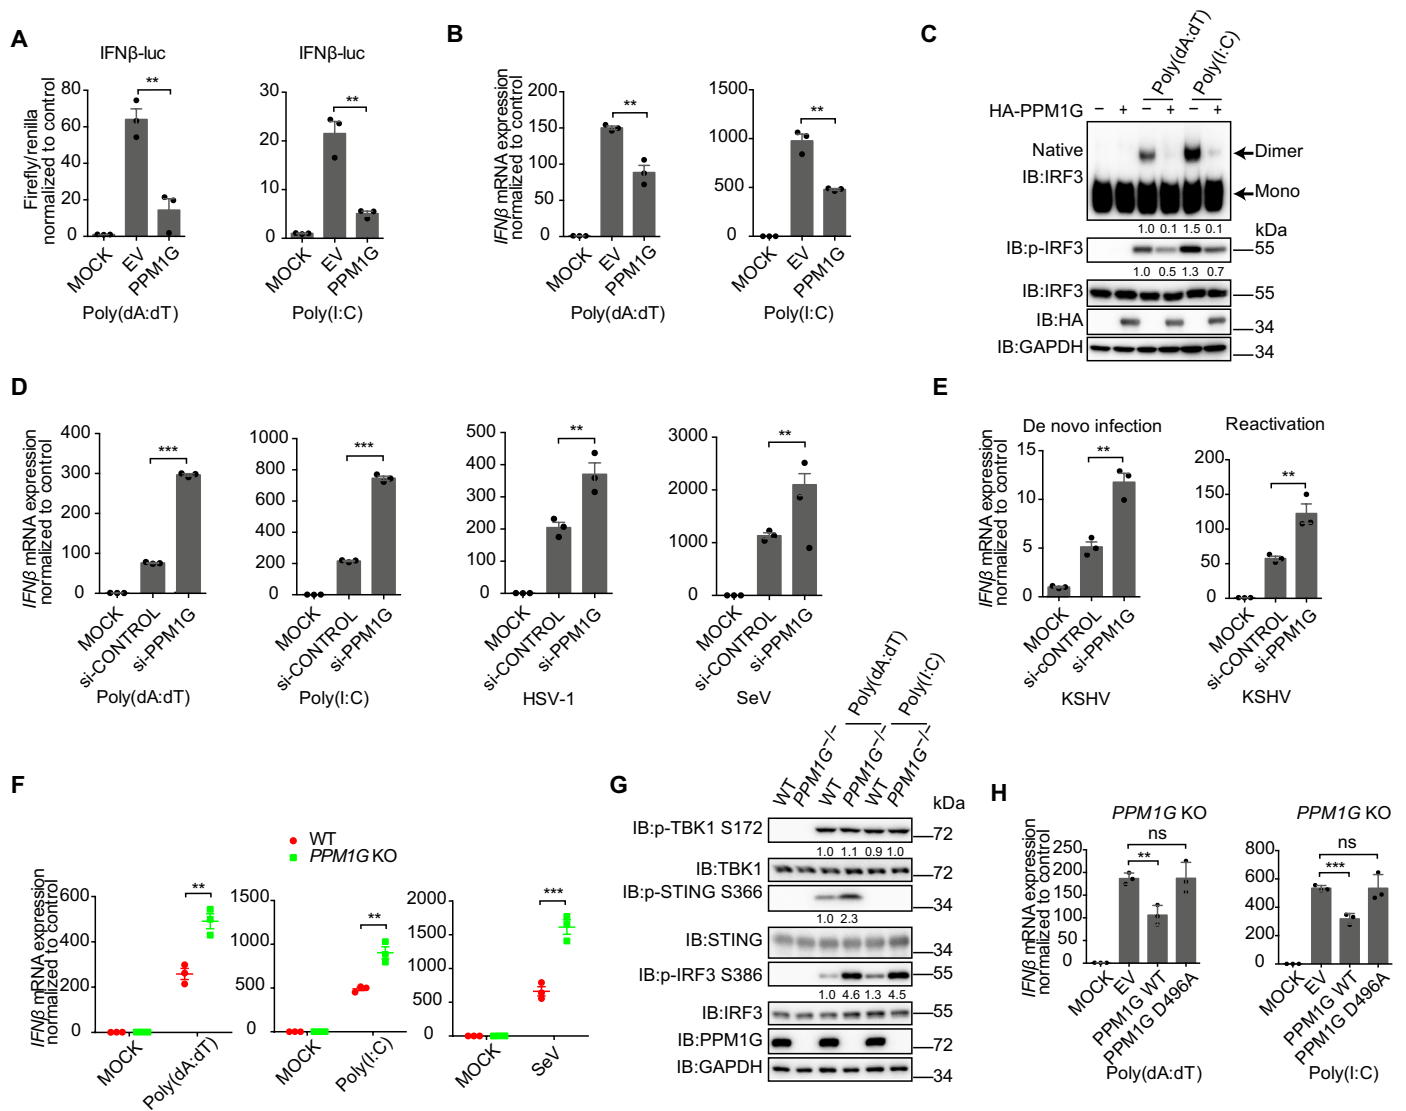 A
IFNβ-luc
IFNβ-luc
Firefly/renilla
normalized to control
80
60
40
20
0
**
MOCK
EV
PPM1G
Poly(dA:dT)
30
20
10
0
**
MOCK
EV
PPM1G
Poly(I:C)
B
IFNβ mRNA expression
normalized to control
200
150
100
50
0
**
MOCK
EV
PPM1G
Poly(dA:dT)
1500
1000
500
0
**
MOCK
EV
PPM1G
Poly(I:C)
C
Poly(dA:dT)
Poly(I:C)
HA-PPM1G − + − + − +
Native
IB:IRF3
Dimer
Mono
1.0 0.1 1.5 0.1
kDa
IB:p-IRF3
55
1.0 0.5 1.3 0.7
IB:IRF3
55
IB:HA
34
IB:GAPDH
34
D
IFNβ mRNA expression
normalized to control
400
300
200
100
0
***
MOCK
si-CONTROL
si-PPM1G
Poly(dA:dT)
1000
800
600
400
200
0
***
MOCK
si-CONTROL
si-PPM1G
Poly(I:C)
500
400
300
200
100
0
**
MOCK
si-CONTROL
si-PPM1G
HSV-1
3000
2000
1000
0
**
MOCK
si-CONTROL
si-PPM1G
SeV
E
De novo infection
IFNβ mRNA expression
normalized to control
15
10
5
0
**
MOCK
si-cONTROL
si-PPM1G
KSHV
Reactivation
200
150
100
50
0
**
MOCK
si-CONTROL
si-PPM1G
KSHV
F
WT
PPM1G KO
IFNβ mRNA expression
normalized to control
600
400
200
0
**
MOCK
Poly(dA:dT)
1500
1000
500
0
**
MOCK
Poly(I:C)
2000
1500
1000
500
0
***
MOCK
SeV
G
Poly(dA:dT)
Poly(I:C)
WT
PPM1G−/−
WT
PPM1G−/−
WT
PPM1G−/−
kDa
IB:p-TBK1 S172
72
1.0 1.1 0.9 1.0
IB:TBK1
72
IB:p-STING S366
34
1.0 2.3
IB:STING
34
IB:p-IRF3 S386
55
1.0 4.6 1.3 4.5
IB:IRF3
55
IB:PPM1G
72
IB:GAPDH
34
H
PPM1G KO
IFNβ mRNA expression
normalized to control
250
200
150
100
50
0
ns
**
MOCK
EV
PPM1G WT
PPM1G D496A
Poly(dA:dT)
PPM1G KO
800
600
400
200
0
ns
***
MOCK
EV
PPM1G WT
PPM1G D496A
Poly(I:C)